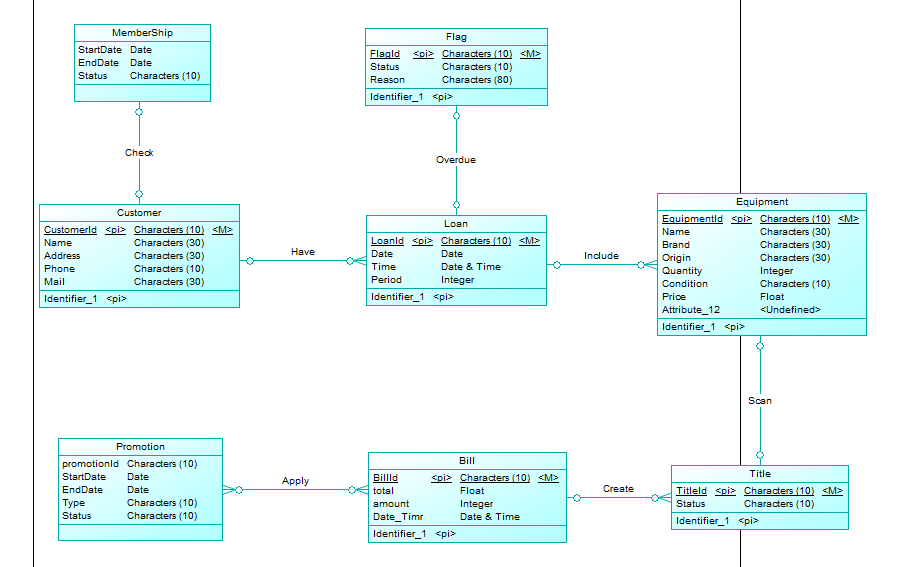 MemberShip
StartDate Date
EndDate Date
Status Characters (10)
Flag
FlagId <pi> Characters (10) <M>
Status Characters (10)
Reason Characters (80)
Identifier_1 <pi>
Check
Overdue
Customer
CustomerId <pi> Characters (10) <M>
Name Characters (30)
Address Characters (30)
Phone Characters (10)
Mail Characters (30)
Identifier_1 <pi>
Have
Loan
LoanId <pi> Characters (10) <M>
Date Date
Time Date & Time
Period Integer
Identifier_1 <pi>
Include
Equipment
EquipmentId <pi> Characters (10) <M>
Name Characters (30)
Brand Characters (30)
Origin Characters (30)
Quantity Integer
Condition Characters (10)
Price Float
Attribute_12 <Undefined>
Identifier_1 <pi>
Scan
Promotion
promotionId Characters (10)
StartDate Date
EndDate Date
Type Characters (10)
Status Characters (10)
Apply
Bill
BillId <pi> Characters (10) <M>
total Float
amount Integer
Date_Timr Date & Time
Identifier_1 <pi>
Create
Title
TitleId <pi> Characters (10) <M>
Status Characters (10)
Identifier_1 <pi>